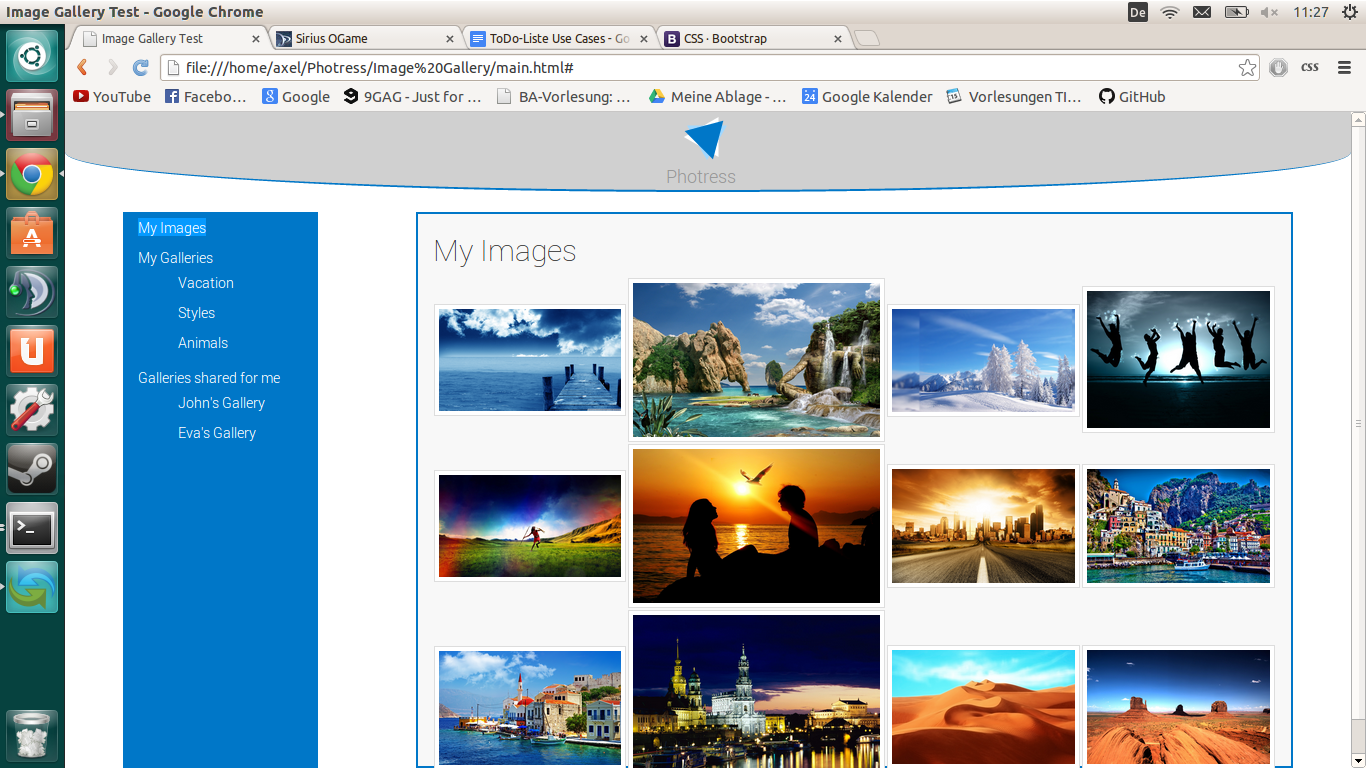 Image Gallery Test - Google Chrome
De
11:27
Image Gallery Test
Sirius OGame
ToDo-Liste Use Cases - Go
B CSS · Bootstrap
file:///home/axel/Photress/Image%20Gallery/main.html#
CSS
YouTube
Facebo…
Google
9GAG - Just for …
BA-Vorlesung: …
Meine Ablage - …
24 Google Kalender
Vorlesungen TI…
GitHub
Photress
My Images
My Galleries
Vacation
Styles
Animals
Galleries shared for me
John's Gallery
Eva's Gallery
My Images